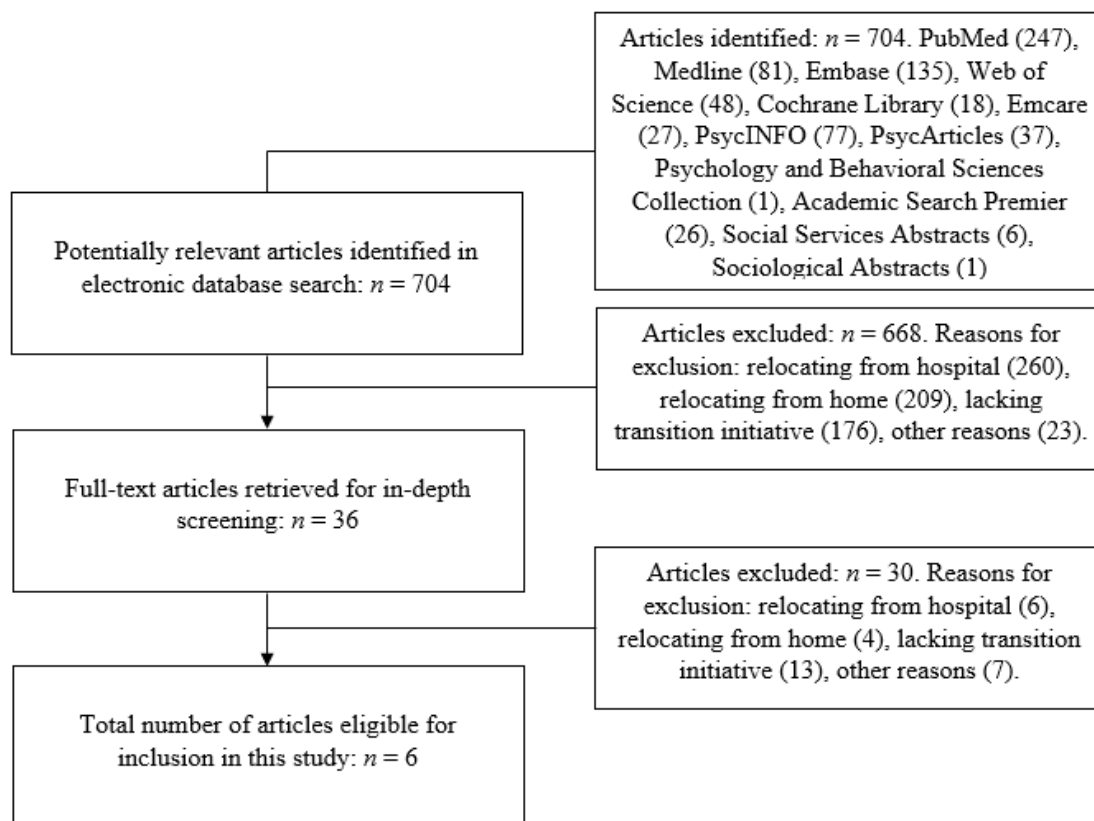 Articles identified: n = 704. PubMed (247),
Medline (81), Embase (135), Web of
Science (48), Cochrane Library (18), Emcare
(27), PsycINFO (77), PsycArticles (37),
Psychology and Behavioral Sciences
Collection (1), Academic Search Premier
(26), Social Services Abstracts (6),
Sociological Abstracts (1)
Potentially relevant articles identified in
electronic database search: n = 704
Articles excluded: n = 668. Reasons for
exclusion: relocating from hospital (260),
relocating from home (209), lacking
transition initiative (176), other reasons (23).
Full-text articles retrieved for in-depth
screening: n = 36
Articles excluded: n = 30. Reasons for
exclusion: relocating from hospital (6),
relocating from home (4), lacking transition
initiative (13), other reasons (7).
Total number of articles eligible for
inclusion in this study: n = 6